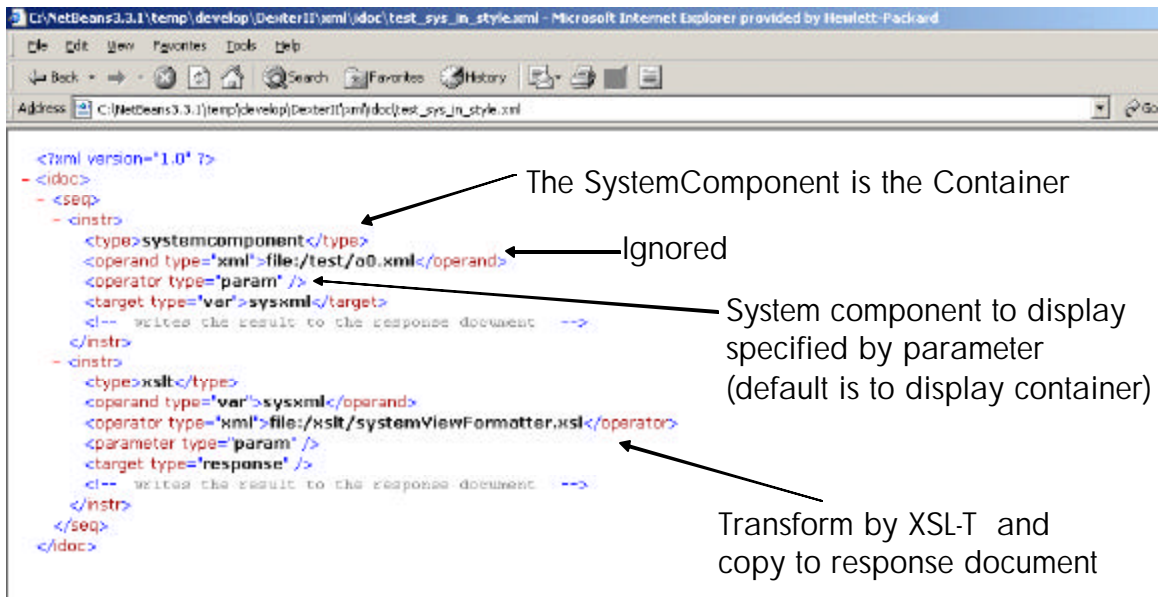 C:\NetBeans3.3.1\temp\develop\DexterII\xml\idoc\test_sys_in_style.xml - Microsoft Internet Explorer provided by Hewlett-Packard
File Edit View Favorites Tools Help
Back Search Favorites History
Address C:\NetBeans3.3.1\temp\develop\DexterII\xml\idoc\test_sys_in_style.xml Go
<?xml version="1.0" ?>
- <idoc>
- <seq>
- <instr>
<type>systemcomponent</type>
<operand type="xml">file:/test/a0.xml</operand>
<operator type="param" />
<target type="var">sysxml</target>
<!-- writes the result to the response document -->
</instr>
- <instr>
<type>xslt</type>
<operand type="var">sysxml</operand>
<operator type="xml">file:/xslt/systemViewFormatter.xsl</operator>
<parameter type="param" />
<target type="response" />
<!-- writes the result to the response document -->
</instr>
</seq>
</idoc>
The SystemComponent is the Container
Ignored
System component to display
specified by parameter
(default is to display container)
Transform by XSL-T and
copy to response document